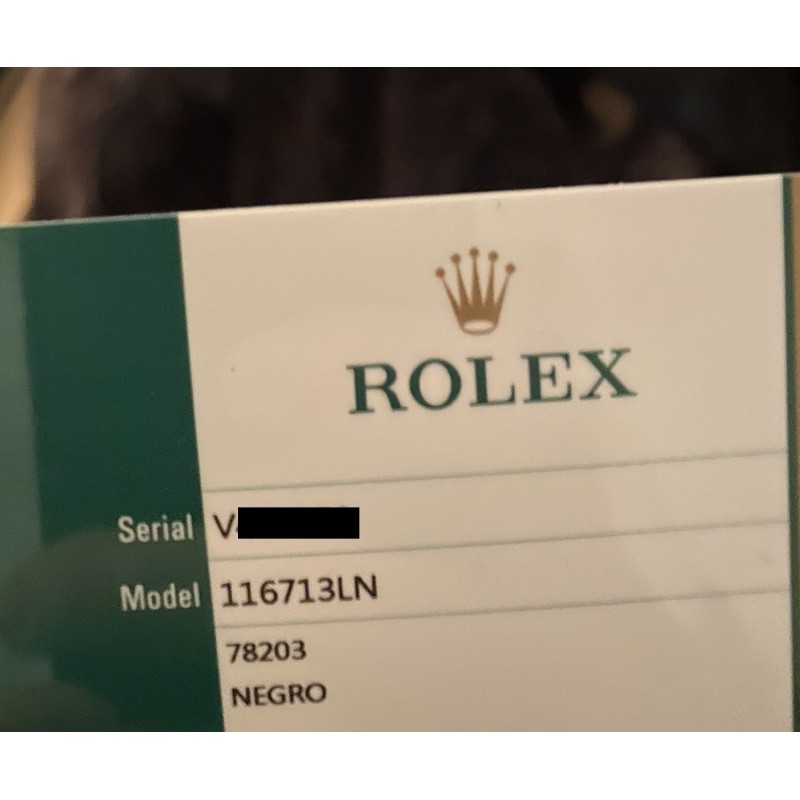 ROLEX
Serial V
Model 116713LN
78203
NEGRO